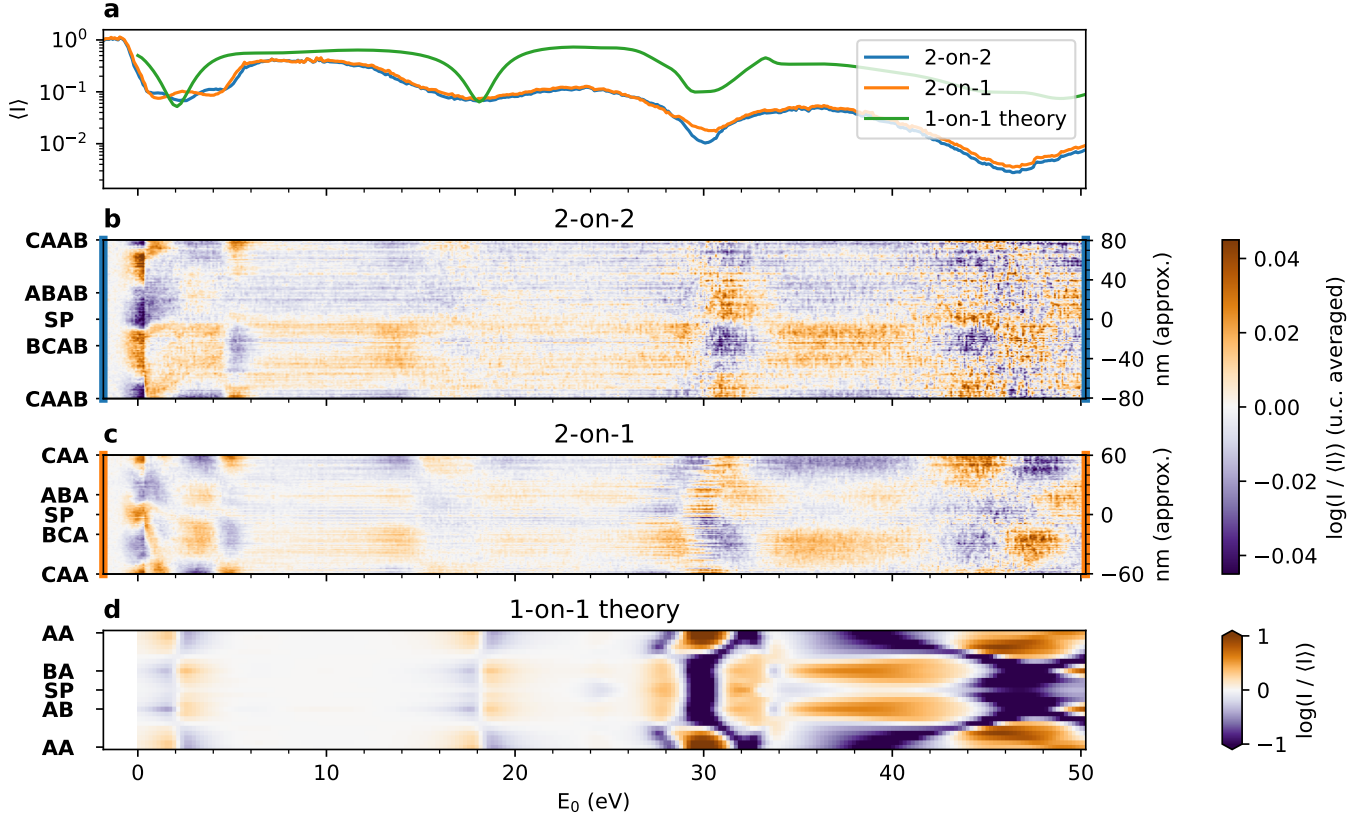 a
10⁰
10⁻¹
10⁻²
⟨I⟩
2-on-2
2-on-1
1-on-1 theory
b
2-on-2
CAAB
ABAB
SP
BCAB
CAAB
80
40
0
−40
−80
nm (approx.)
c
2-on-1
CAA
ABA
SP
BCA
CAA
60
0
−60
nm (approx.)
0.04
0.02
0.00
−0.02
−0.04
log(I / ⟨I⟩) (u.c. averaged)
d
1-on-1 theory
AA
BA
SP
AB
AA
0
10
20
30
40
50
E₀ (eV)
1
0
−1
log(I / ⟨I⟩)